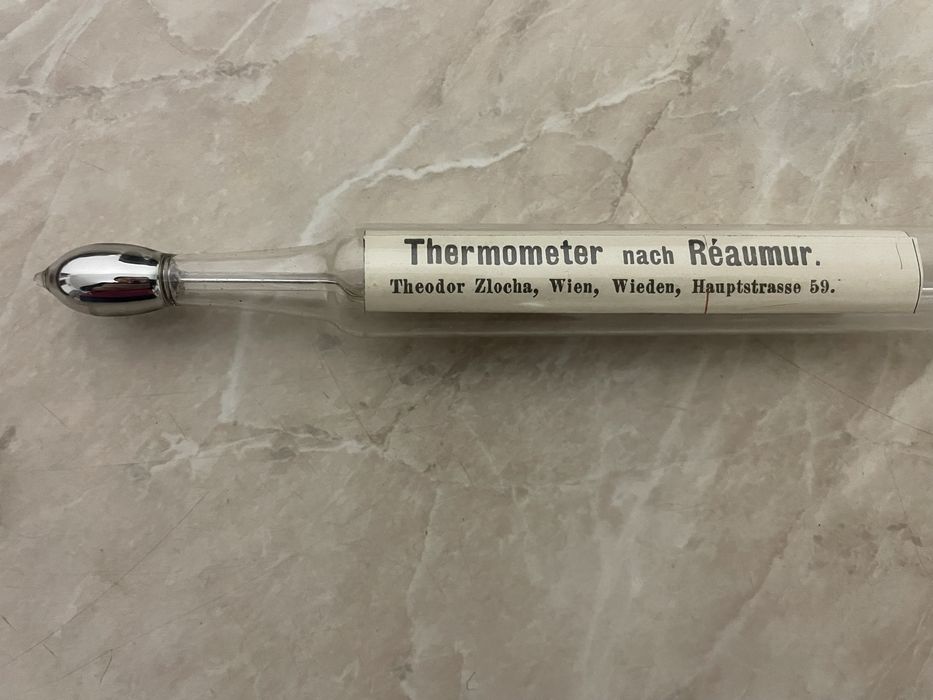 Thermometer nach Réaumur.
Theodor Zlocha, Wien, Wieden, Hauptstrasse 59.